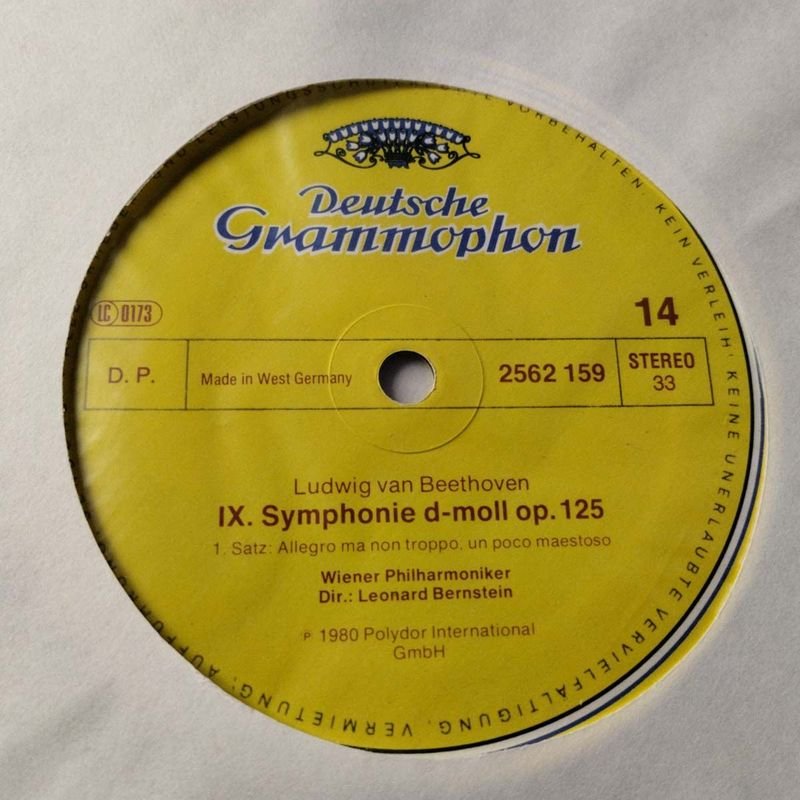 Deutsche
Grammophon
LC 0173
14
D. P.
Made in West Germany
2562 159
STEREO
33
Ludwig van Beethoven
IX. Symphonie d-moll op. 125
1. Satz: Allegro ma non troppo, un poco maestoso
Wiener Philharmoniker
Dir.: Leonard Bernstein
℗ 1980 Polydor International
GmbH
VORBEHALTEN. KEIN VERLEIH! KEINE UNERLAUBTE VERVIELFÄLTIGUNG, VERMIETUNG,